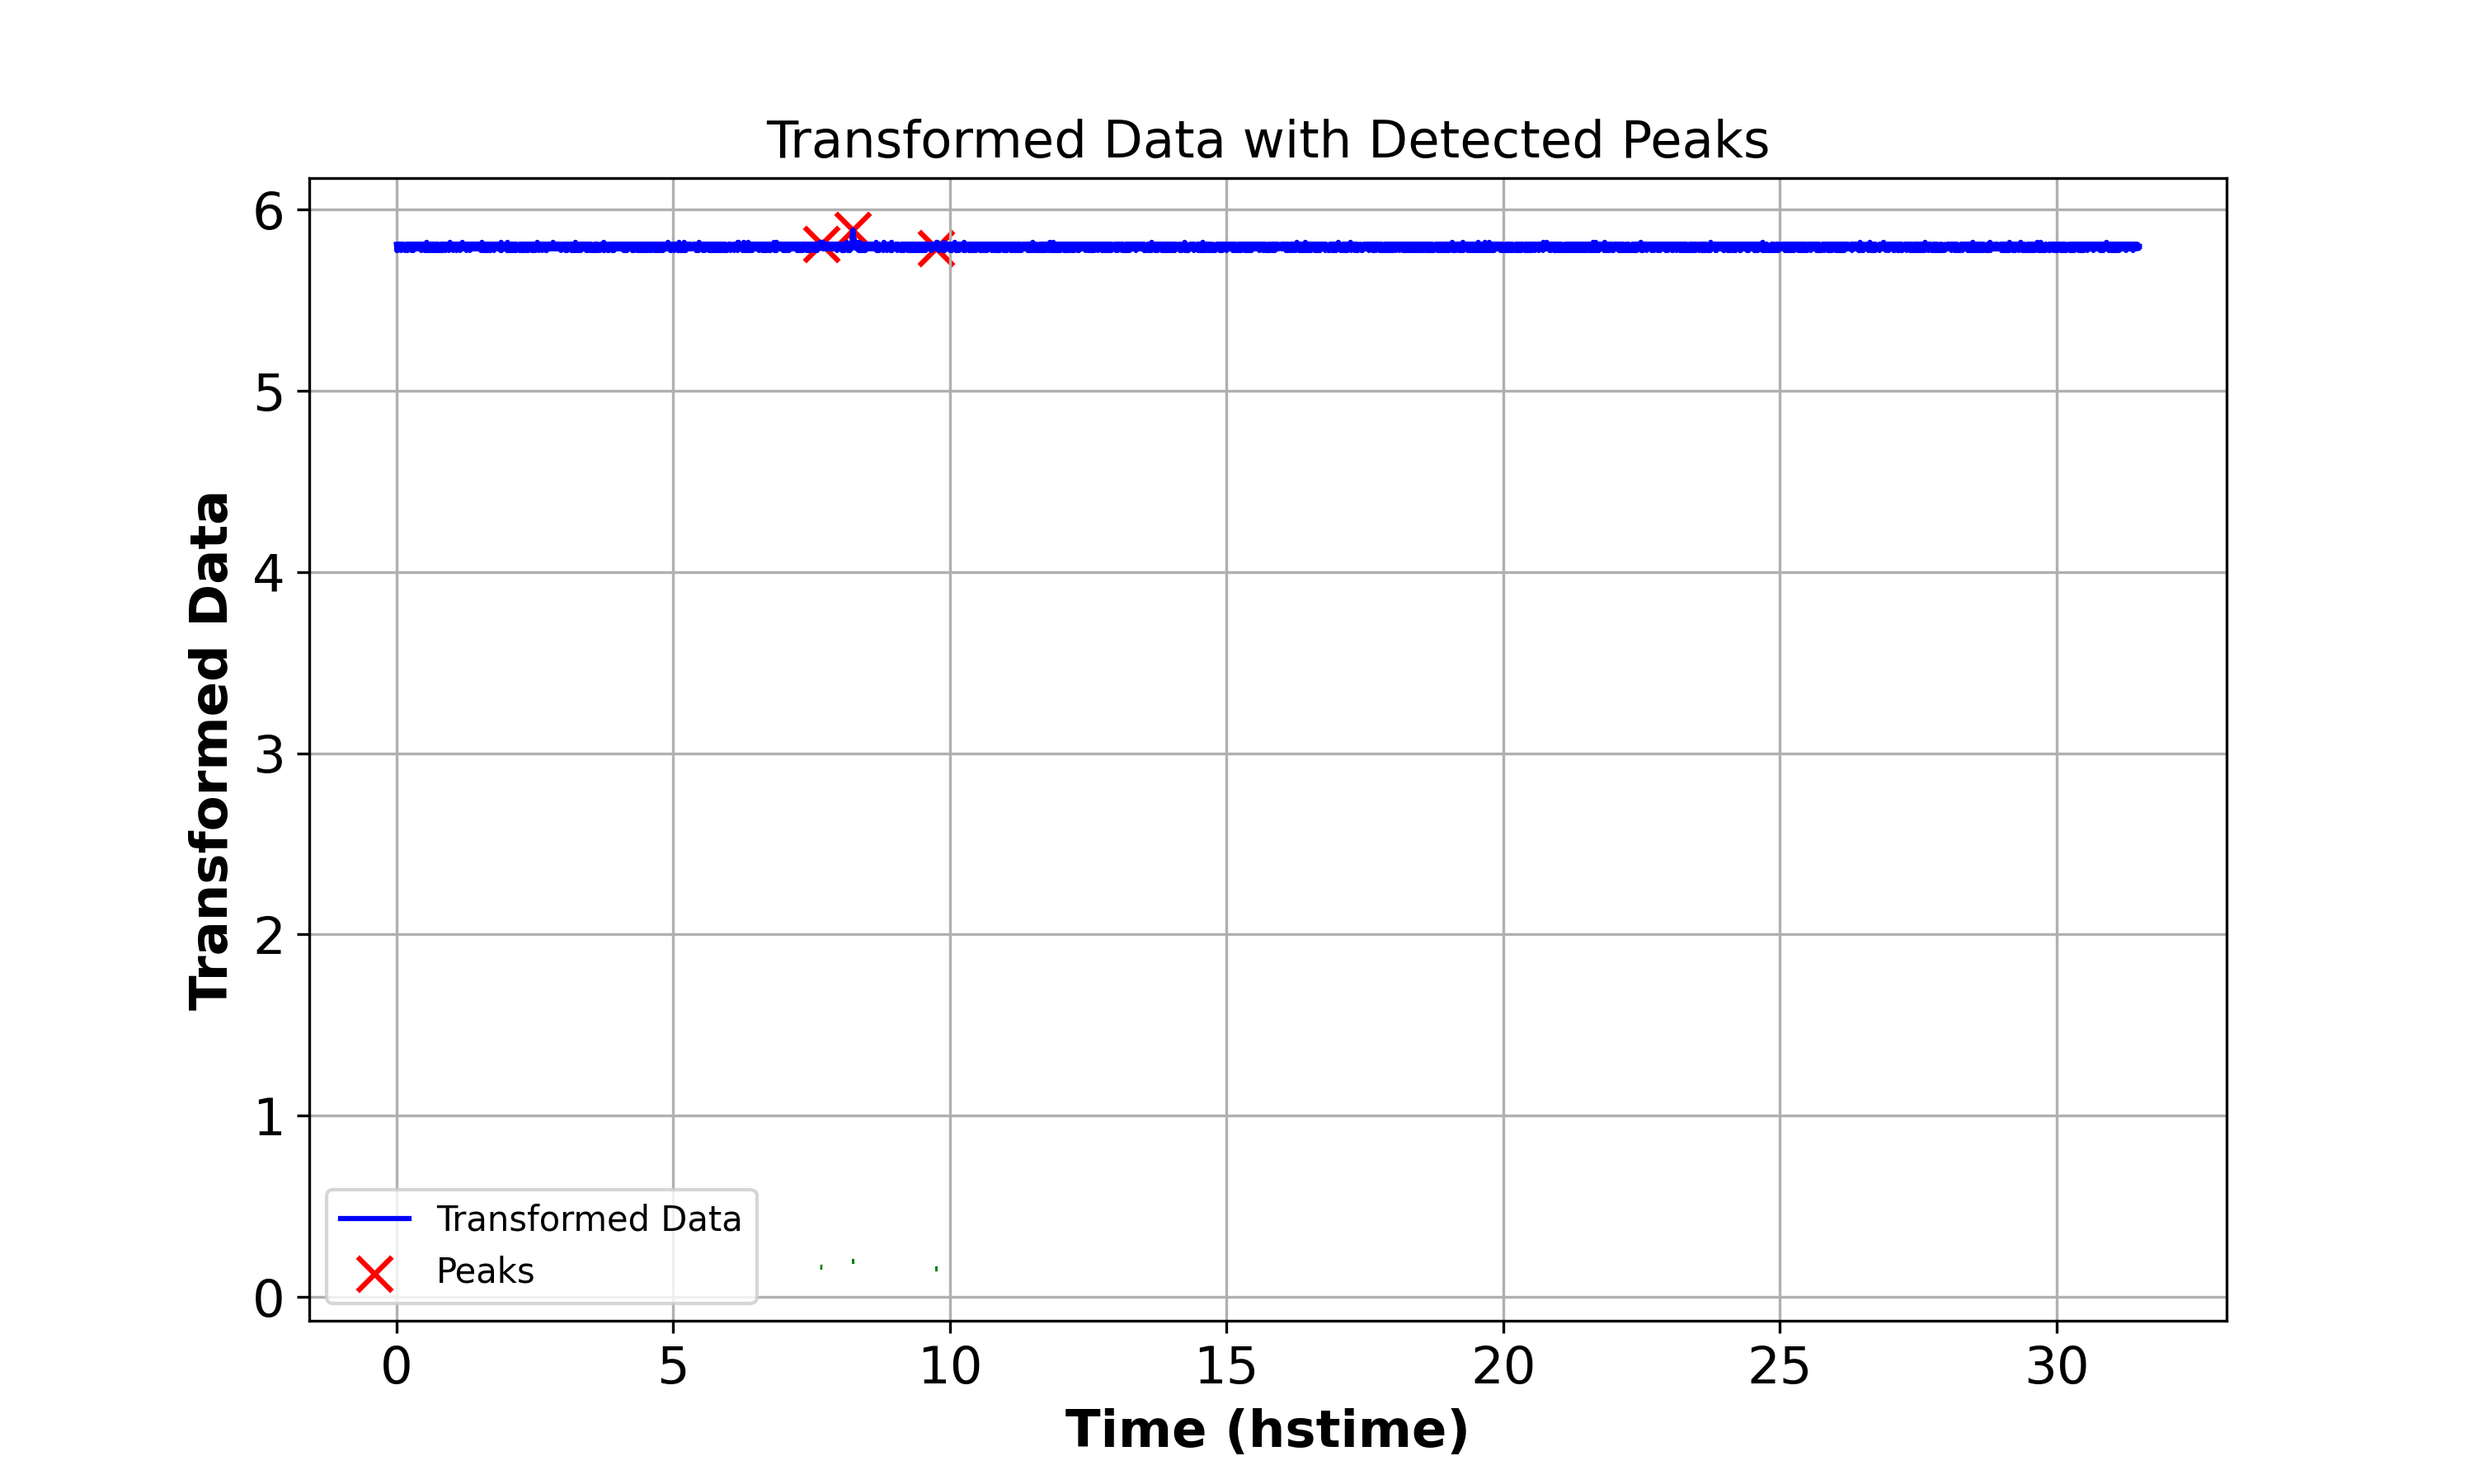 Transformed Data with Detected Peaks
Transformed Data
6
5
4
3
2
1
0
Transformed Data
Peaks
0 5 10 15 20 25 30
Time (hstime)